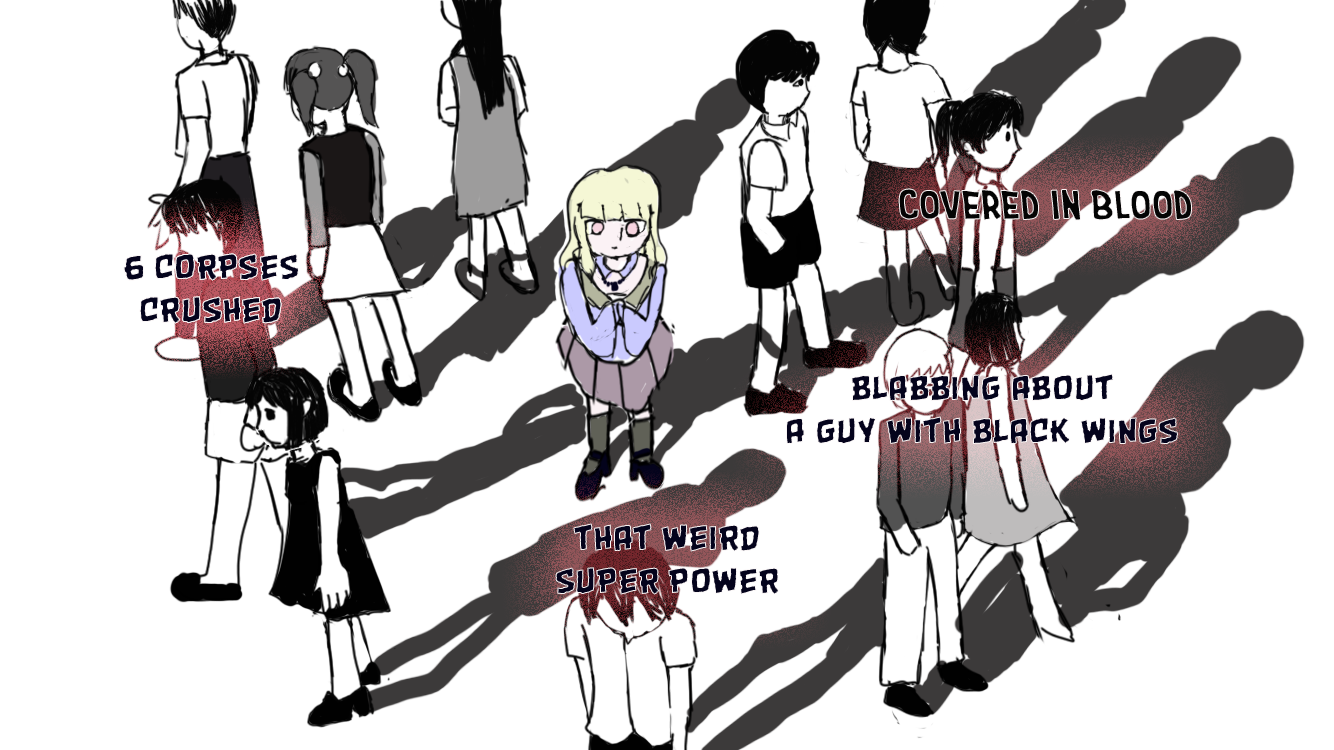 COVERED IN BLOOD
6 CORPSES
CRUSHED
BLABBING ABOUT
A GUY WITH BLACK WINGS
THAT WEIRD
SUPER POWER